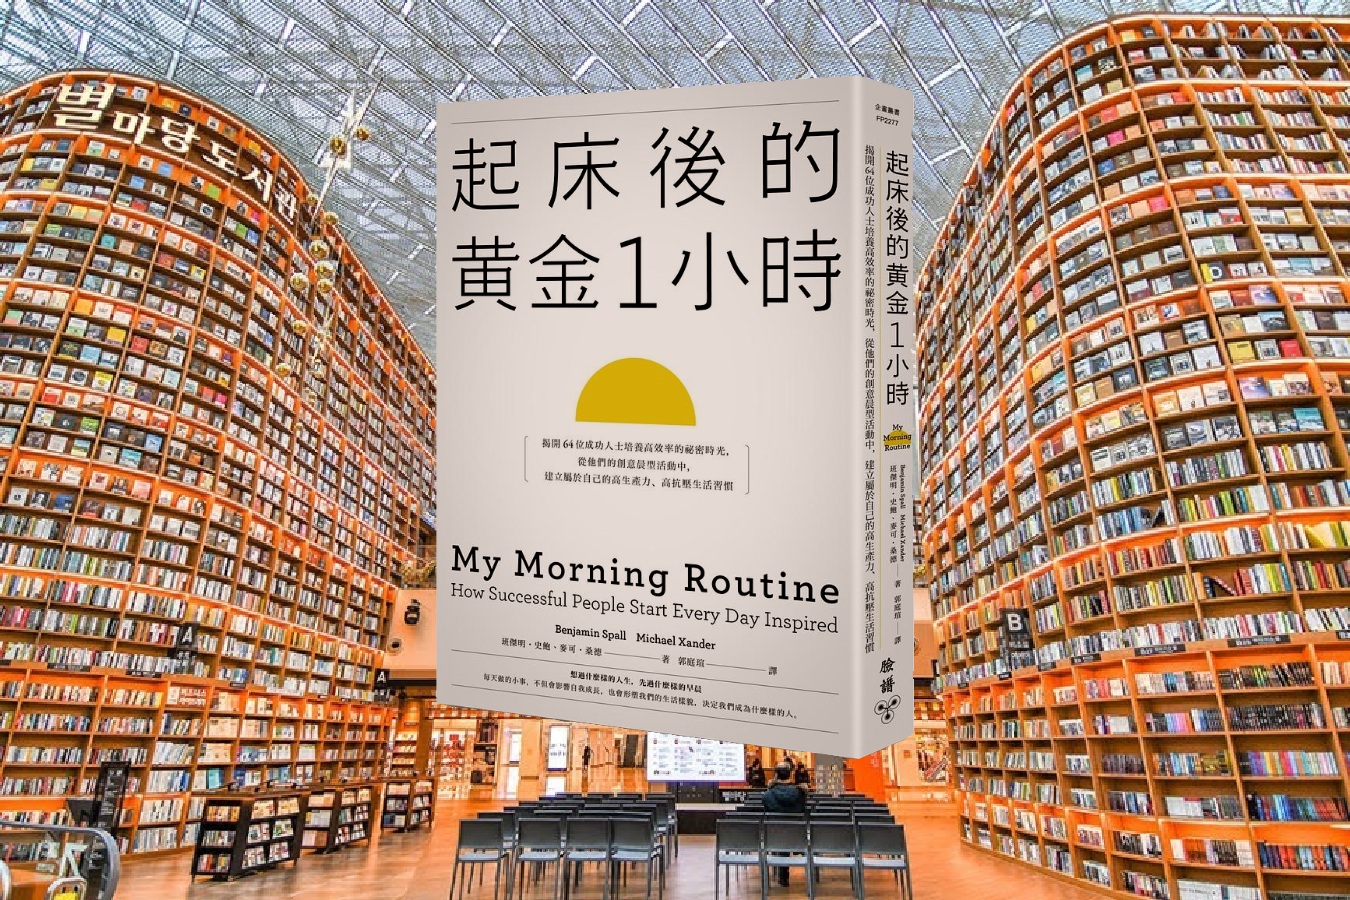 별마당 도서관
起床後的
黄金1小時
揭開64位成功人士培養高效率的祕密時光，
從他們的創意晨型活動中，
建立屬於自己的高生產力、高抗壓生活習慣
My Morning Routine
How Successful People Start Every Day Inspired
Benjamin Spall Michael Xander
班傑明・史鮑、麥可・桑德 著 郭庭瑄 譯
想過什麼樣的人生，先過什麼樣的早晨
每天做的小事，不但會影響自我成長，也會形塑我們的生活樣貌，決定我們成為什麼樣的人。
企畫叢書
FP2277
揭開64位成功人士培養高效率的祕密時光，從他們的創意晨型活動中，建立屬於自己的高生產力、高抗壓生活習慣
起床後的黄金1小時
My
Morning
Routine
Benjamin Spall Michael Xander
班傑明・史鮑、麥可・桑德 著 郭庭瑄 譯
臉譜
A
A
B